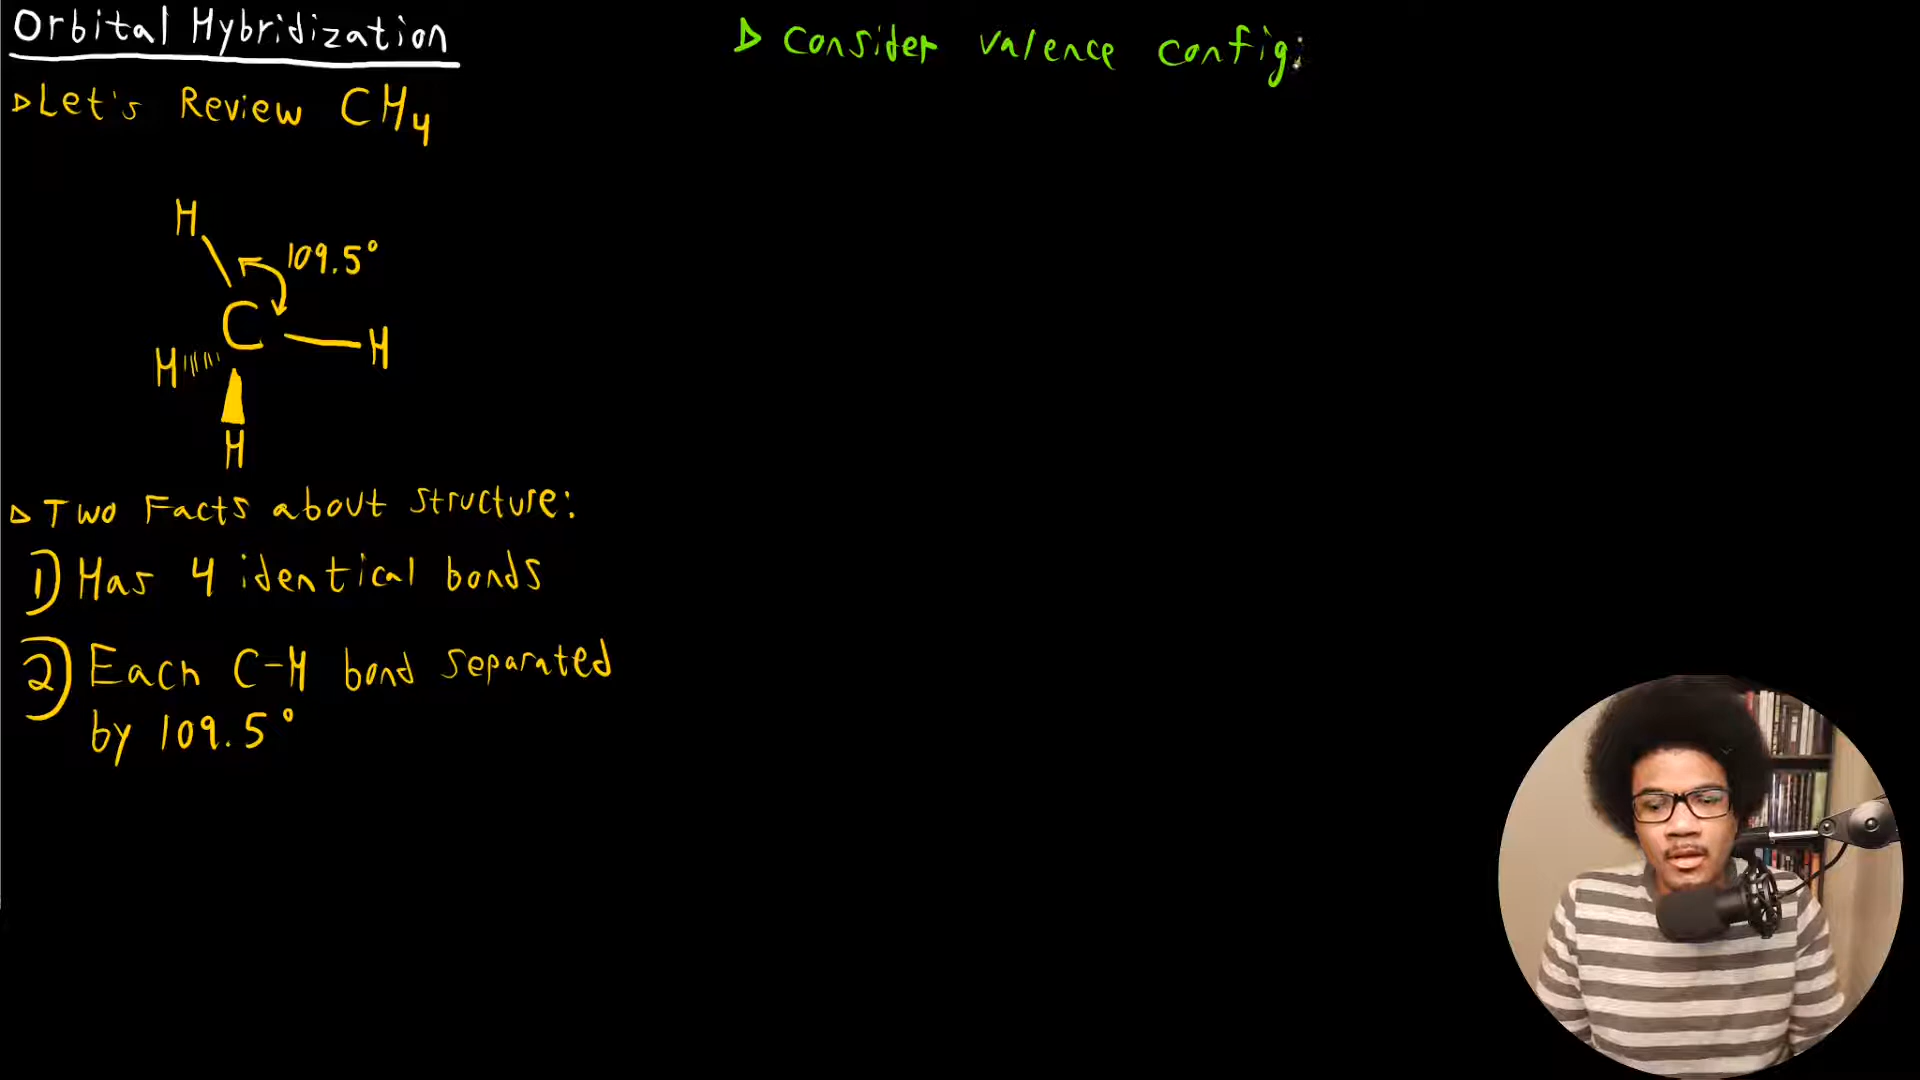 Orbital Hybridization
▷Let's Review CH₄
H
109.5°
C
H
H
H
▷ Two Facts about structure:
1) Has 4 identical bonds
2) Each C-H bond separated
by 109.5°
▷ Consider valence config: